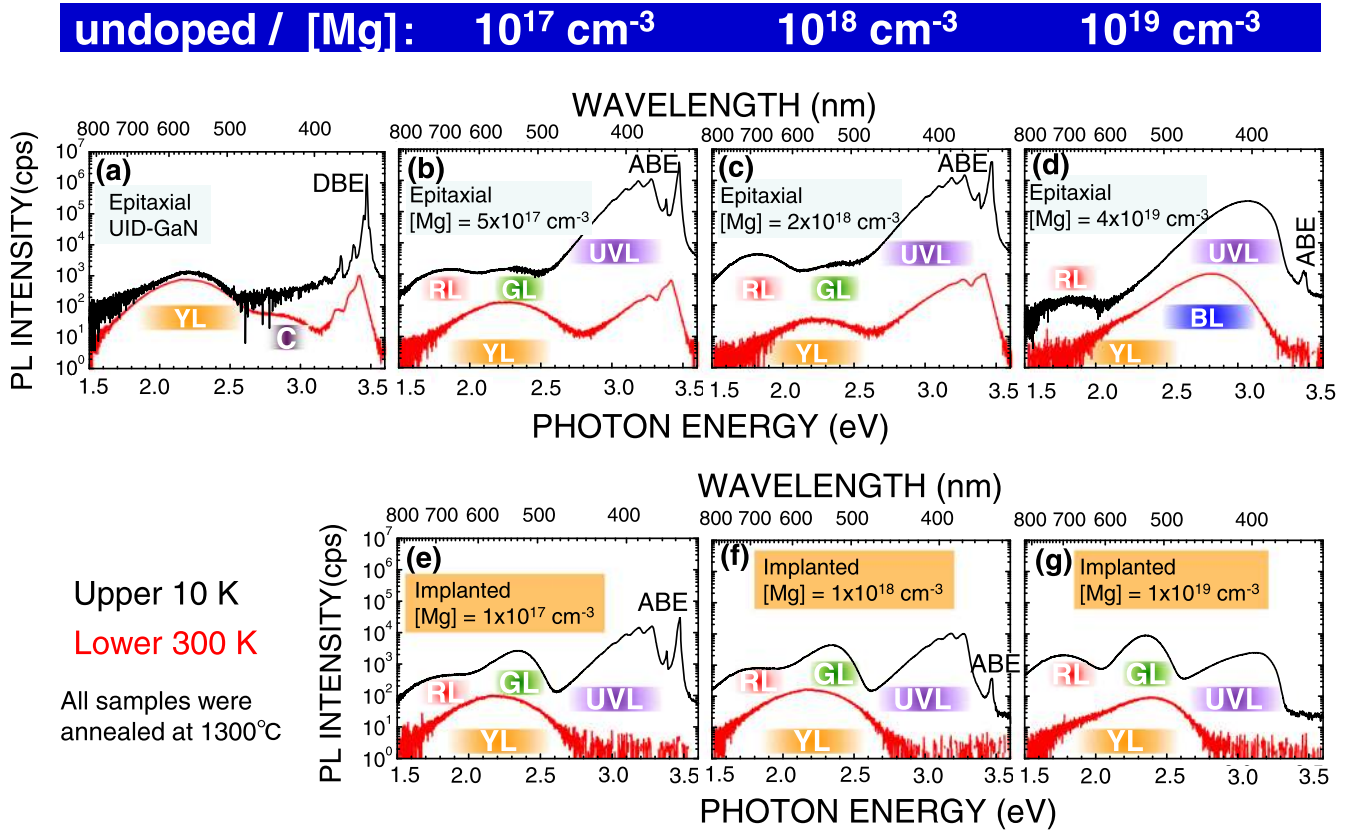 undoped / [Mg]: 10¹⁷ cm⁻³ 10¹⁸ cm⁻³ 10¹⁹ cm⁻³
WAVELENGTH (nm)
800 700 600 500 400
800 700 600 500 400
800 700 600 500 400
800 700 600 500 400
PL INTENSITY(cps)
10⁷
10⁶
10⁵
10⁴
10³
10²
10¹
10⁰
(a)
Epitaxial
UID-GaN
DBE
YL
C
1.5 2.0 2.5 3.0 3.5
(b)
ABE
Epitaxial
[Mg] = 5x10¹⁷ cm⁻³
UVL
RL
GL
YL
1.5 2.0 2.5 3.0 3.5
(c)
ABE
Epitaxial
[Mg] = 2x10¹⁸ cm⁻³
UVL
RL
GL
YL
1.5 2.0 2.5 3.0 3.5
(d)
Epitaxial
[Mg] = 4x10¹⁹ cm⁻³
ABE
UVL
RL
BL
YL
1.5 2.0 2.5 3.0 3.5
PHOTON ENERGY (eV)
WAVELENGTH (nm)
800 700 600 500 400
800 700 600 500 400
800 700 600 500 400
Upper 10 K
Lower 300 K
All samples were
annealed at 1300℃
PL INTENSITY(cps)
10⁷
10⁶
10⁵
10⁴
10³
10²
10¹
10⁰
(e)
Implanted
[Mg] = 1x10¹⁷ cm⁻³
ABE
RL
GL
UVL
YL
1.5 2.0 2.5 3.0 3.5
(f)
Implanted
[Mg] = 1x10¹⁸ cm⁻³
ABE
RL
GL
UVL
YL
1.5 2.0 2.5 3.0 3.5
(g)
Implanted
[Mg] = 1x10¹⁹ cm⁻³
RL
GL
UVL
YL
1.5 2.0 2.5 3.0 3.5
PHOTON ENERGY (eV)